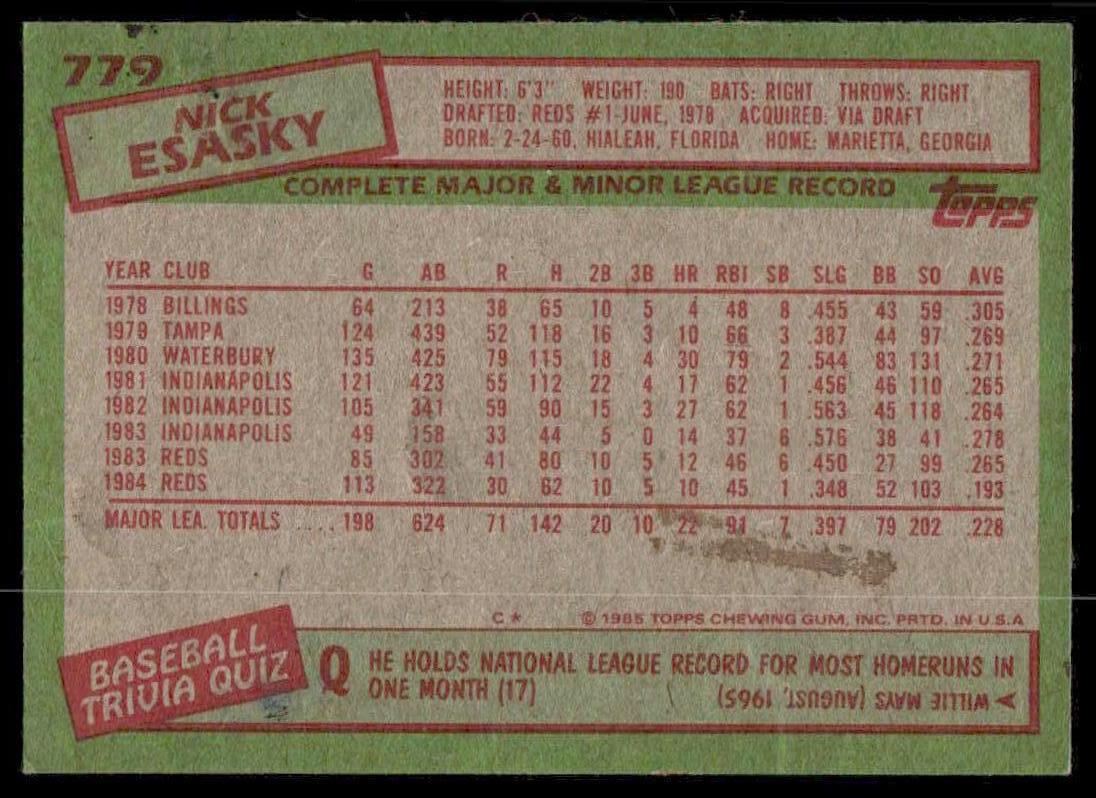 779
NICK
ESASKY
HEIGHT: 6'3" WEIGHT: 190 BATS: RIGHT THROWS: RIGHT
DRAFTED: REDS #1-JUNE, 1978 ACQUIRED: VIA DRAFT
BORN: 2-24-60, HIALEAH, FLORIDA HOME: MARIETTA, GEORGIA
COMPLETE MAJOR & MINOR LEAGUE RECORD
TOPPS
YEAR CLUB G AB R H 2B 3B HR RBI SB SLG BB SO AVG
1978 BILLINGS 64 213 38 65 10 5 4 48 8 .455 43 59 .305
1979 TAMPA 124 439 52 118 16 3 10 66 3 .387 44 97 .269
1980 WATERBURY 135 425 79 115 18 4 30 79 2 .544 83 131 .271
1981 INDIANAPOLIS 121 423 55 112 22 4 17 62 1 .456 46 110 .265
1982 INDIANAPOLIS 105 341 59 90 15 3 27 62 1 .563 45 118 .264
1983 INDIANAPOLIS 49 158 33 44 5 0 14 37 6 .576 38 41 .278
1983 REDS 85 302 41 80 10 5 12 46 6 .450 27 99 .265
1984 REDS 113 322 30 62 10 5 10 45 1 .348 52 103 .193
MAJOR LEA. TOTALS .... 198 624 71 142 20 10 22 91 7 .397 79 202 .228
C* © 1985 TOPPS CHEWING GUM, INC. PRTD. IN U.S.A
BASEBALL
TRIVIA QUIZ
Q HE HOLDS NATIONAL LEAGUE RECORD FOR MOST HOMERUNS IN
ONE MONTH (17)
WILLIE MAYS (AUGUST, 1965)